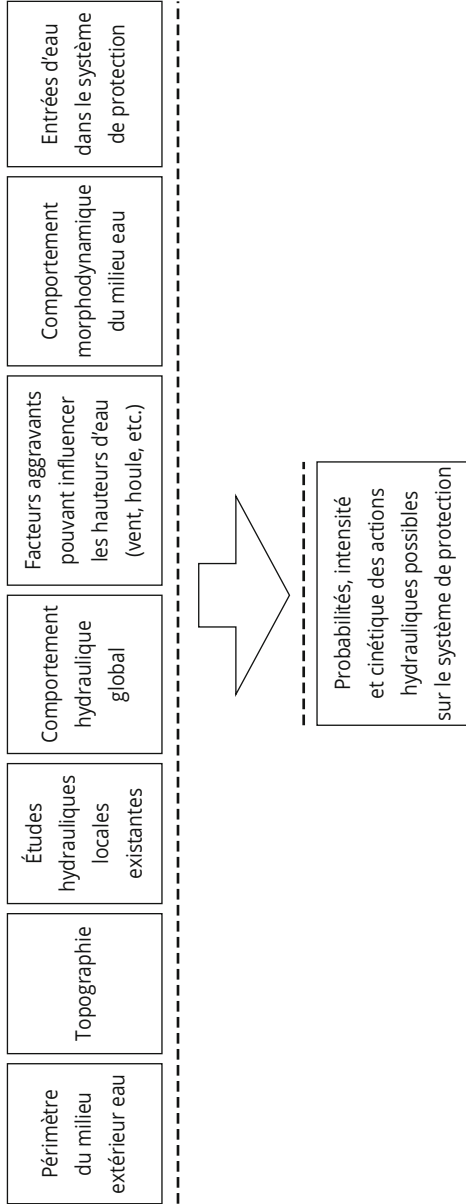 Périmètre
du milieu
extérieur eau
Topographie
Études
hydrauliques
locales
existantes
Comportement
hydraulique
global
Facteurs aggravants
pouvant influencer
les hauteurs d'eau
(vent, houle, etc.)
Comportement
morphodynamique
du milieu eau
Entrées d'eau
dans le système
de protection
Probabilités, intensité
et cinétique des actions
hydrauliques possibles
sur le système de protection